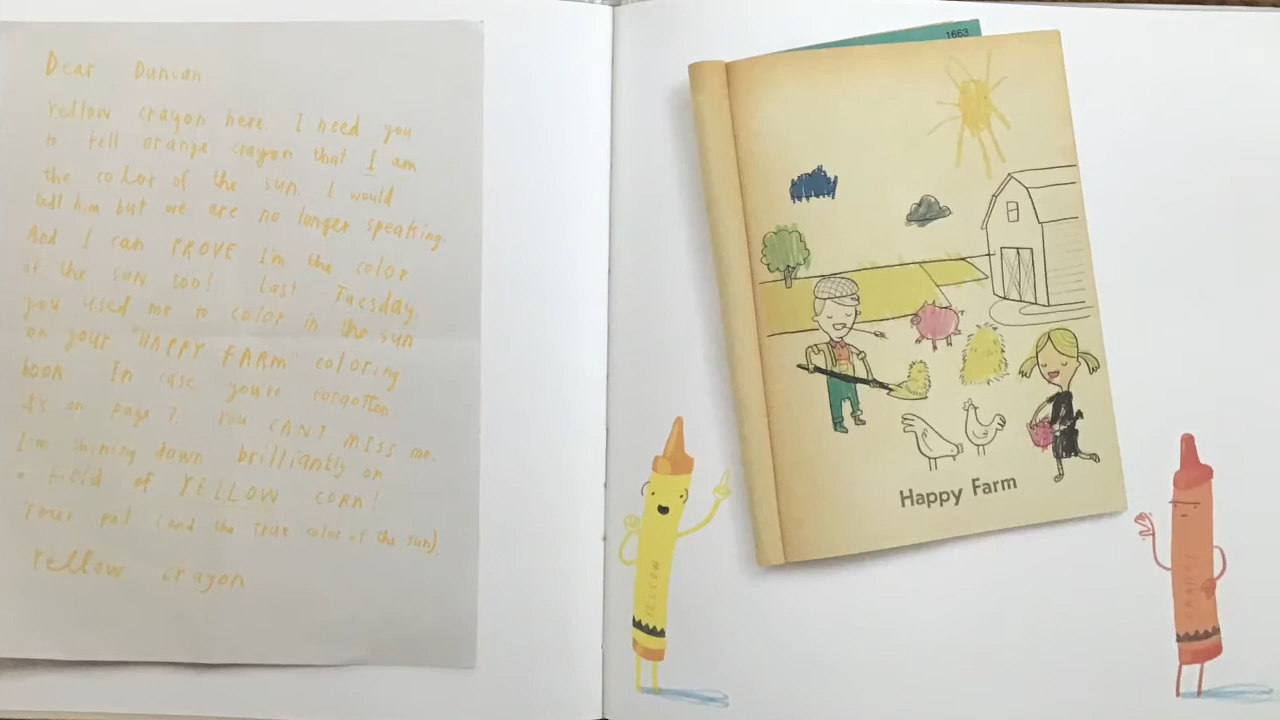 Dear Duncan
Yellow crayon here. I need you
to tell orange crayon that I am
the color of the sun. I would
tell him but we are no longer speaking.
And I can PROVE I'm the color
of the sun too! Last Tuesday,
you used me to color in the sun
on your "HAPPY FARM" coloring
book. In case you've forgotten
it's on page 7. You CAN'T MISS me.
I'm shining down brilliantly on
a field of YELLOW CORN!
Your pal (and the true color of the sun),
Yellow crayon
1663
Happy Farm
YELLOW
ORANGE